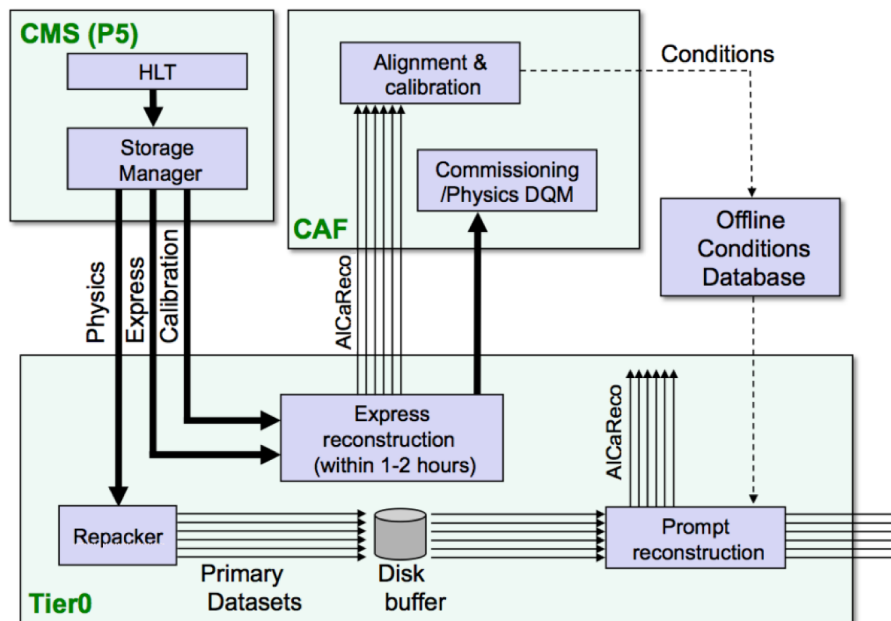 CMS (P5)
HLT
Storage
Manager
Physics
Express
Calibration
Alignment &
calibration
Commissioning
/Physics DQM
CAF
Conditions
Offline
Conditions
Database
AlCaReco
Express
reconstruction
(within 1-2 hours)
AlCaReco
Repacker
Primary
Datasets
Disk
buffer
Prompt
reconstruction
Tier0